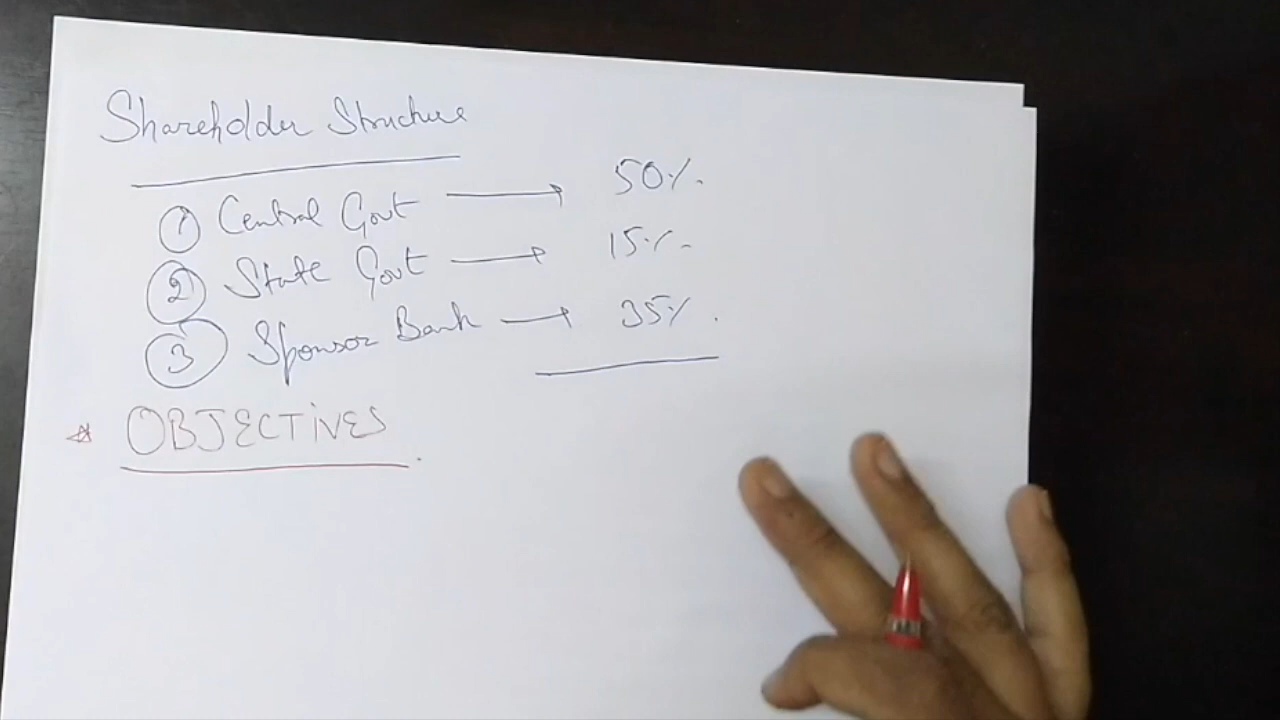 Shareholder Structure
① Central Govt → 50%.
② State Govt → 15%.
③ Sponsor Bank → 35%.
☆ OBJECTIVES